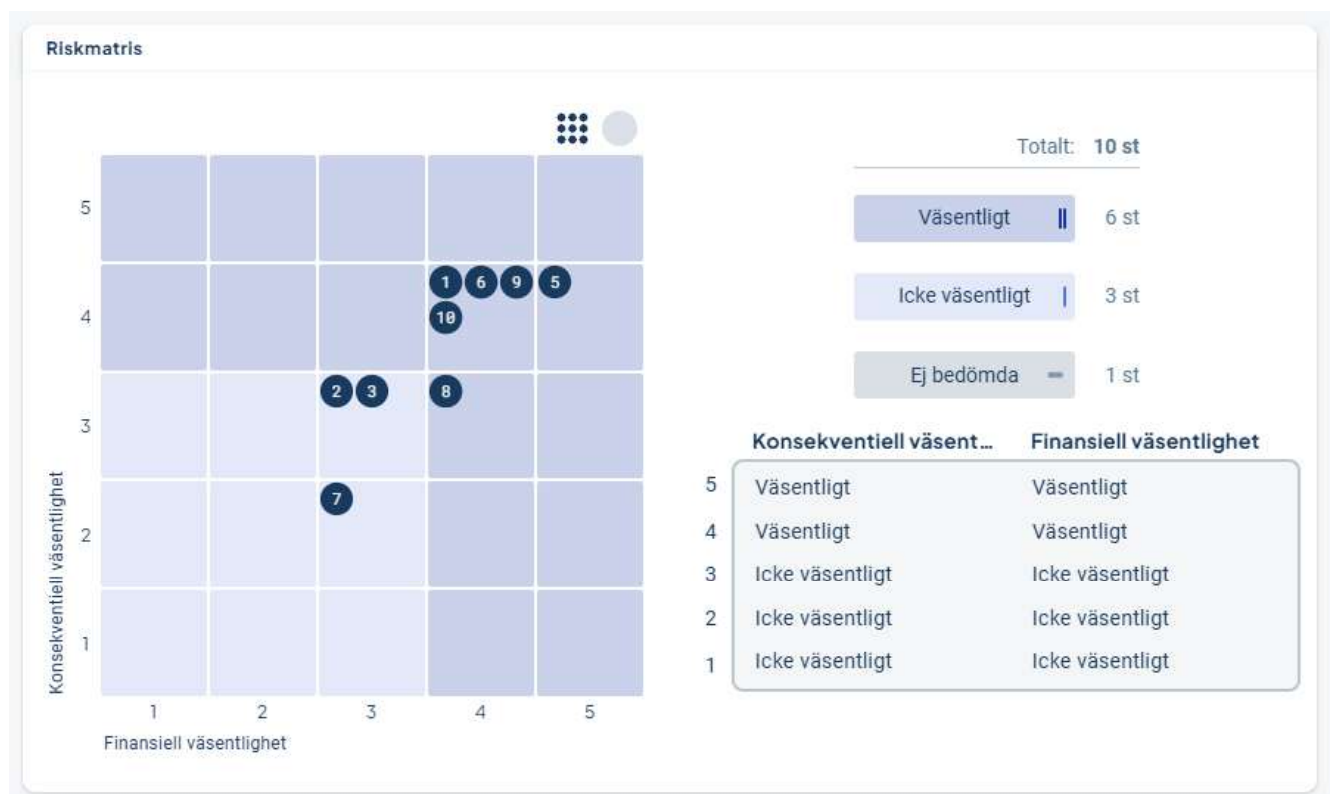 Riskmatris
Totalt: 10 st
5
Väsentligt 6 st
1 6 9 5
Icke väsentligt 3 st
4
10
Ej bedömda 1 st
2 3 8
3
Konsekventiell väsent... Finansiell väsentlighet
5 Väsentligt Väsentligt
7
2
4 Väsentligt Väsentligt
3 Icke väsentligt Icke väsentligt
2 Icke väsentligt Icke väsentligt
1
1 Icke väsentligt Icke väsentligt
Konsekventiell väsentlighet
1 2 3 4 5
Finansiell väsentlighet